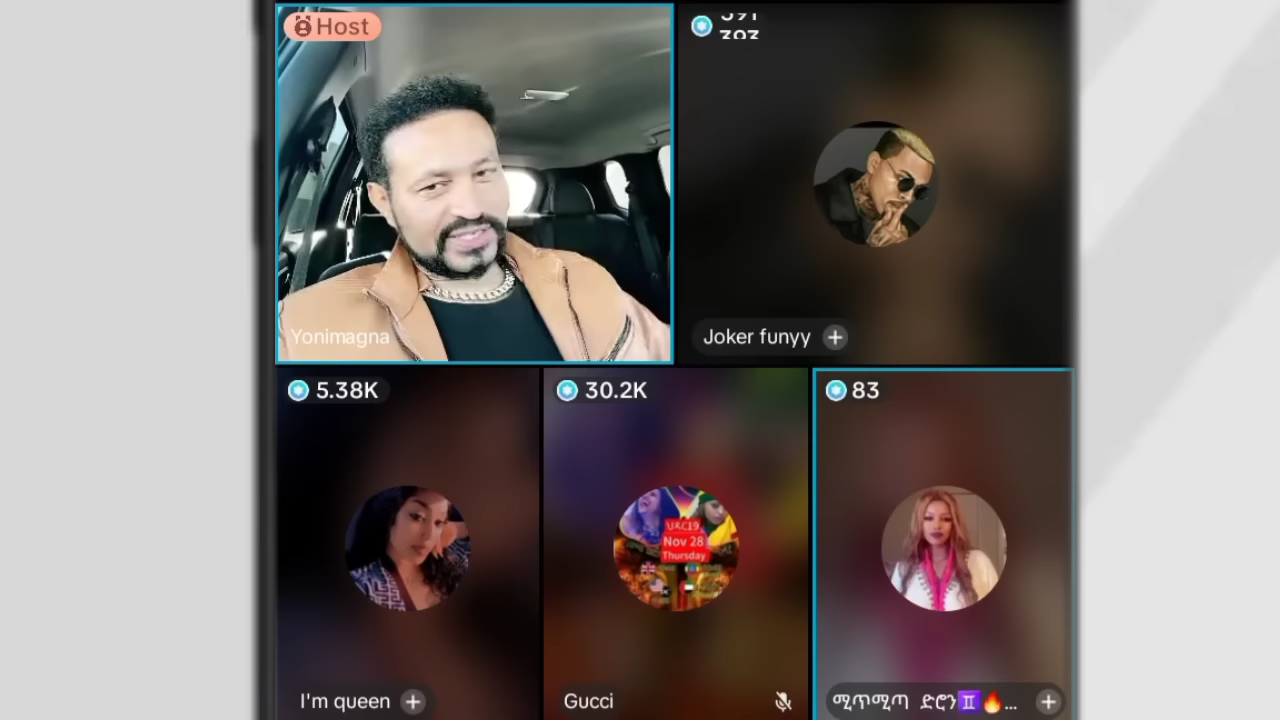 Host
Yonimagna
Joker funyy
5.38K
30.2K
83
UKC19
Nov 28
Thursday
I'm queen
Gucci
ሚጥሚጣ ድሮን♊🔥...